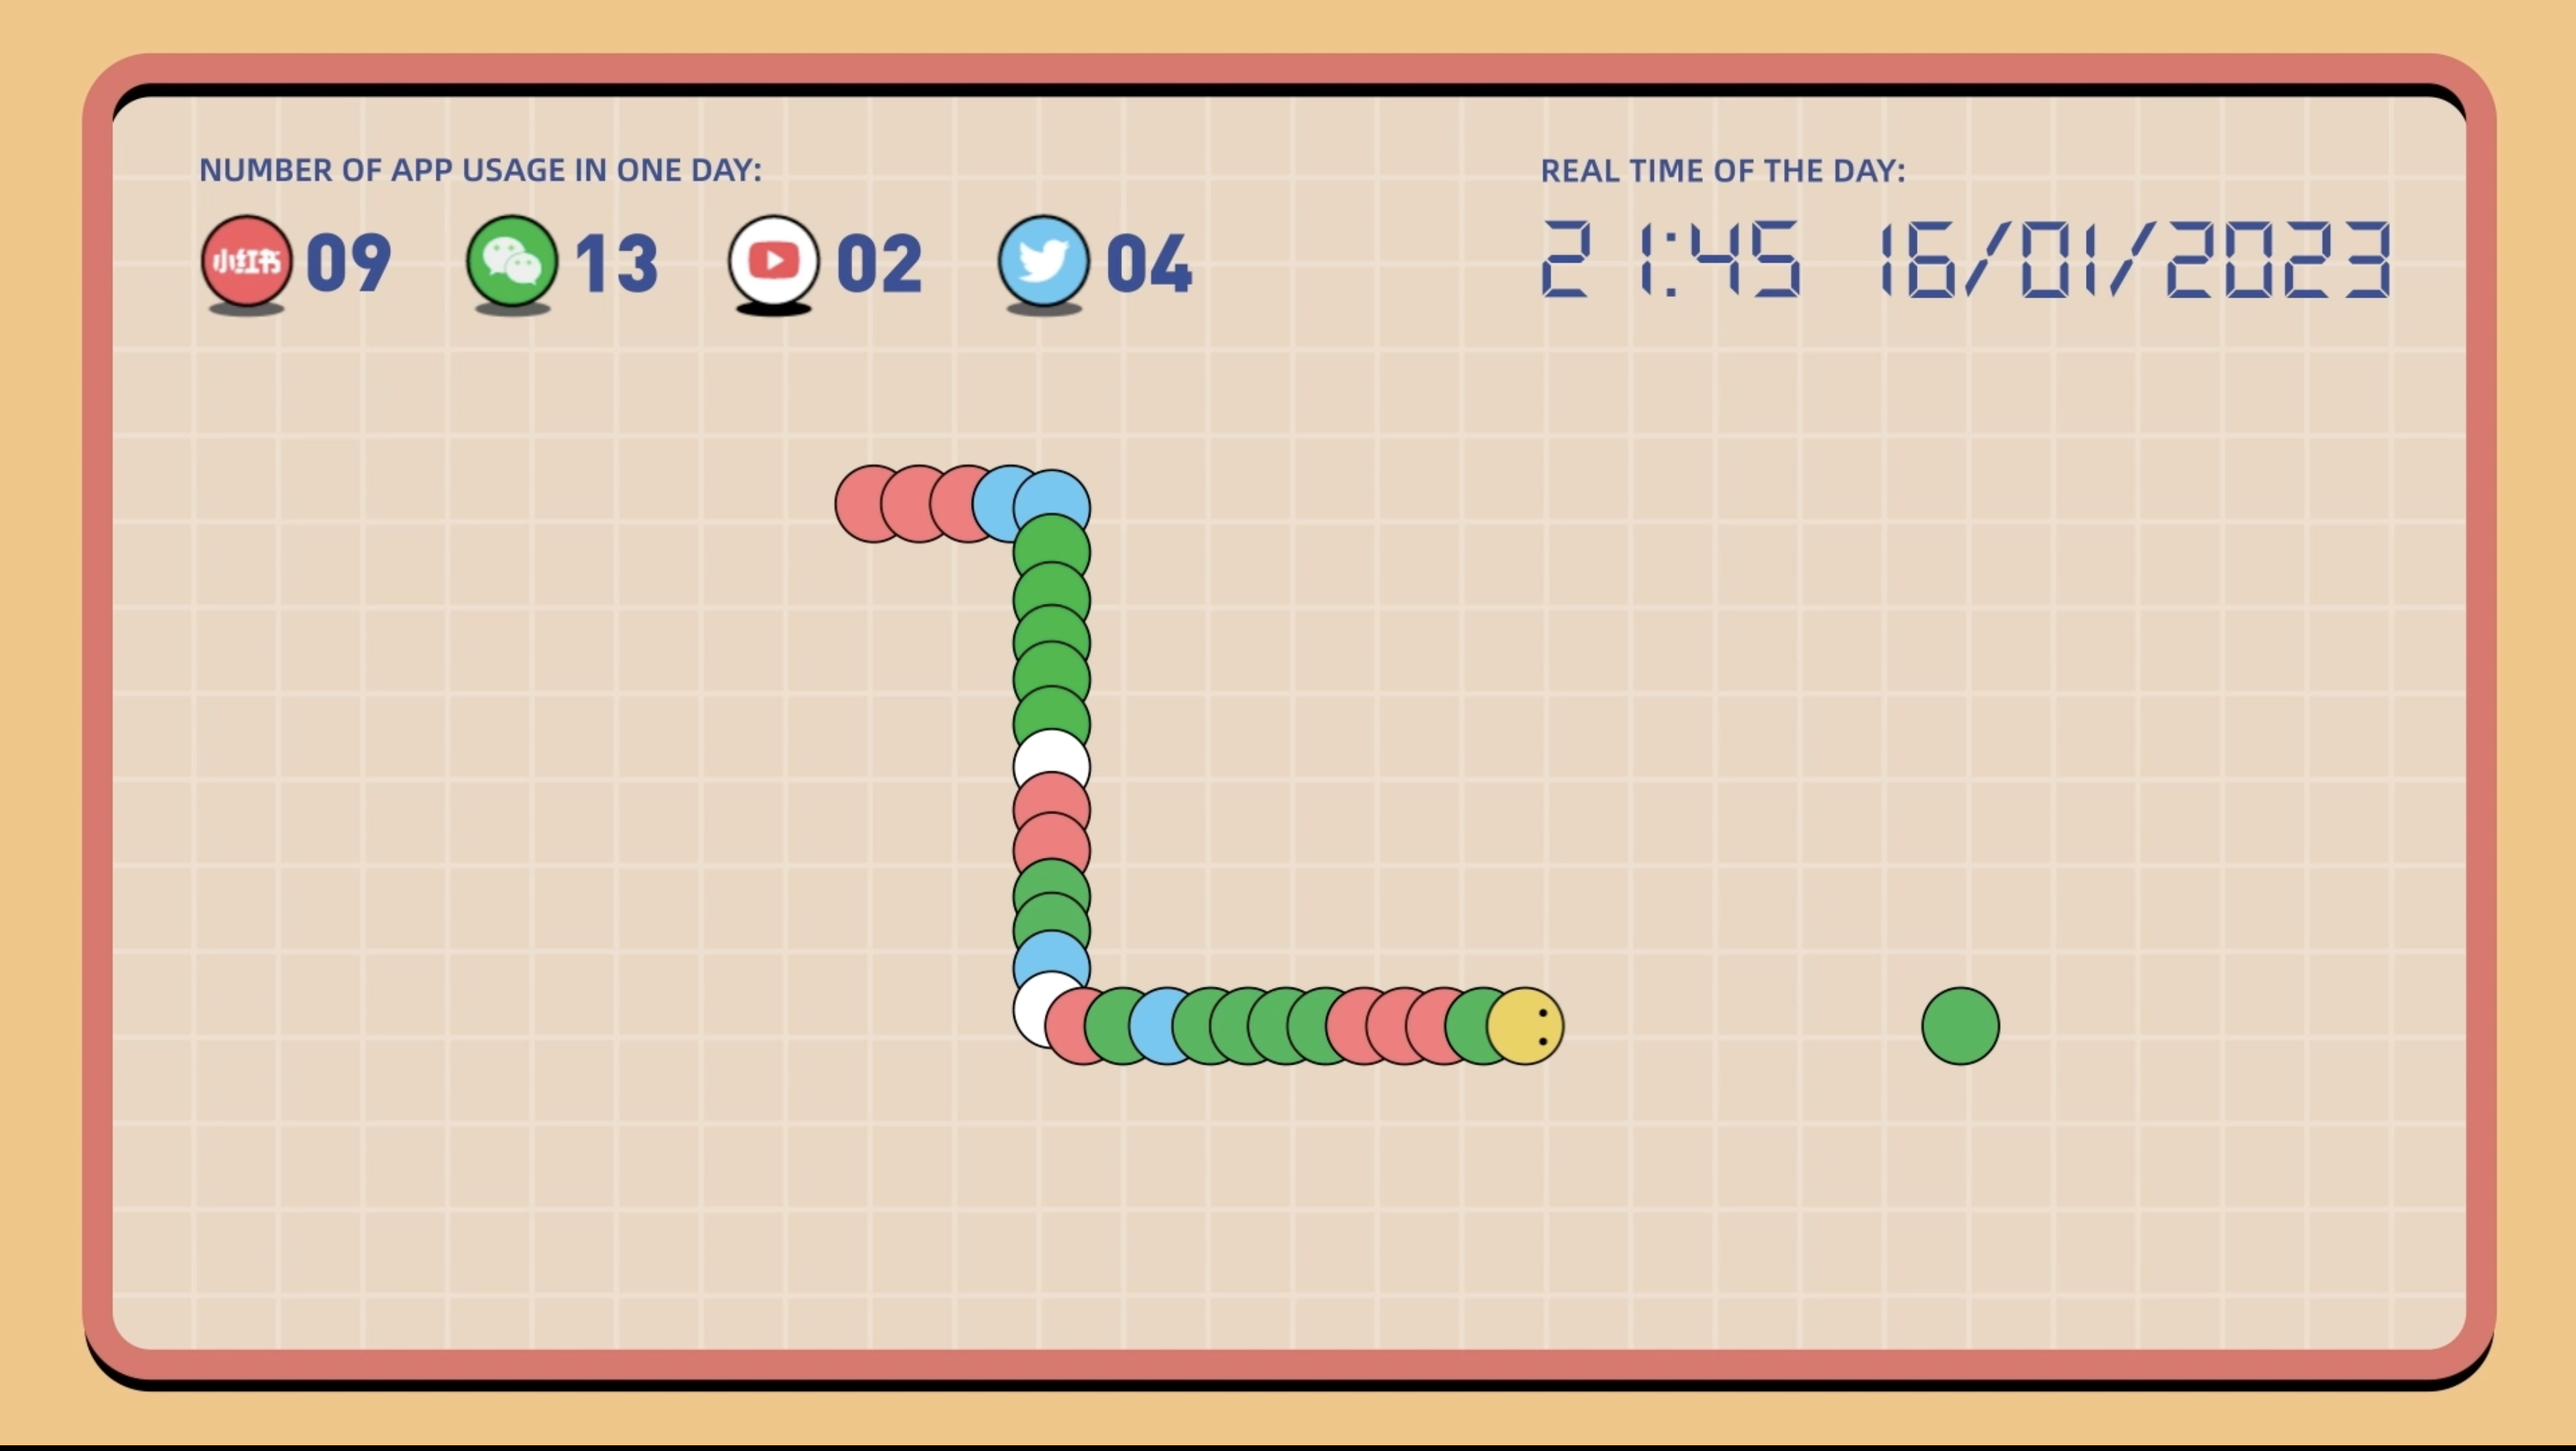 NUMBER OF APP USAGE IN ONE DAY:
小红书 09 13 02 04
REAL TIME OF THE DAY:
21:45 16/01/2023